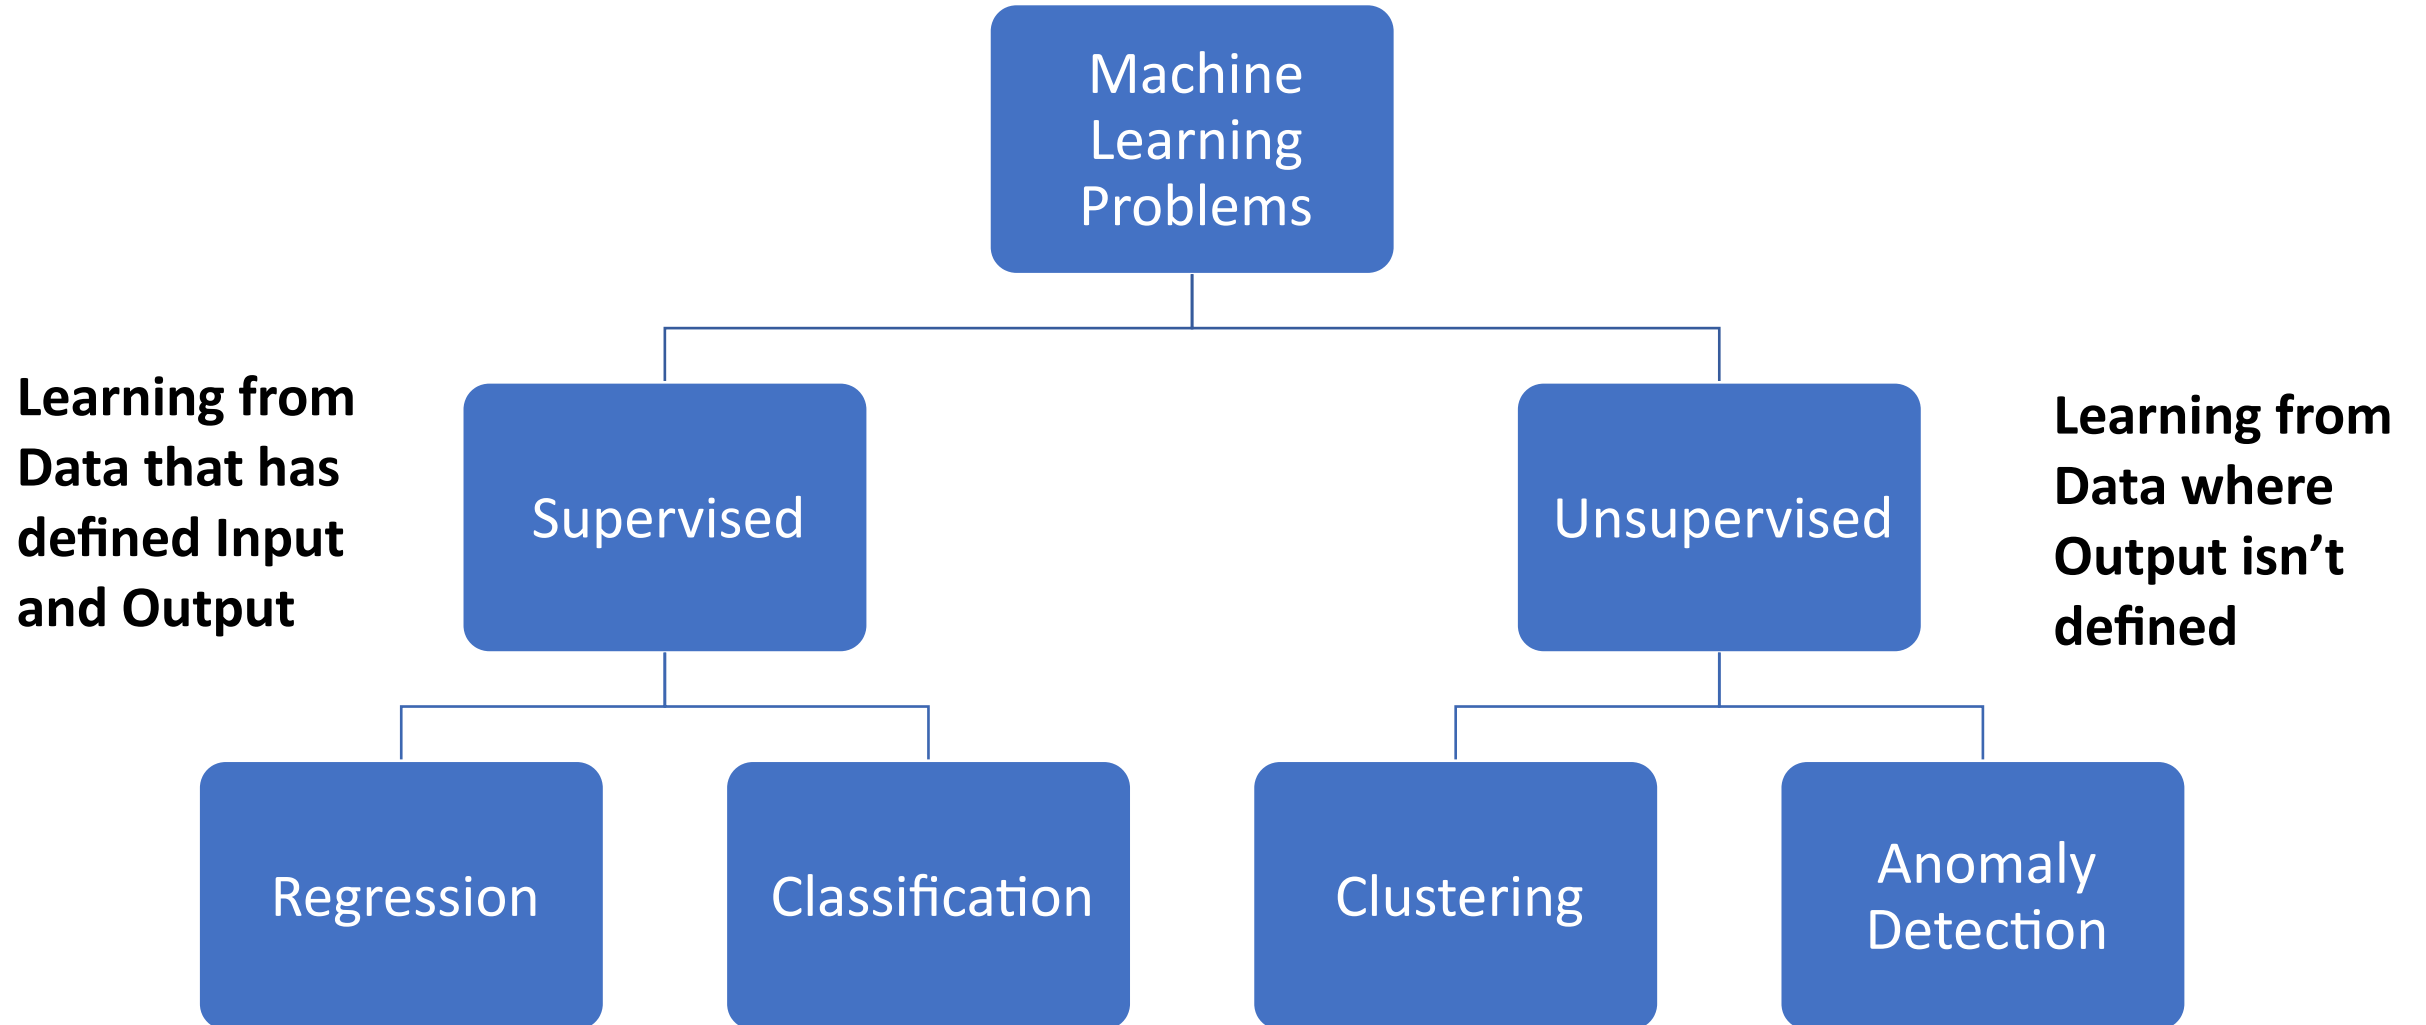 Machine
Learning
Problems
Learning from
Data that has
defined Input
and Output
Supervised
Unsupervised
Learning from
Data where
Output isn’t
defined
Regression
Classification
Clustering
Anomaly
Detection